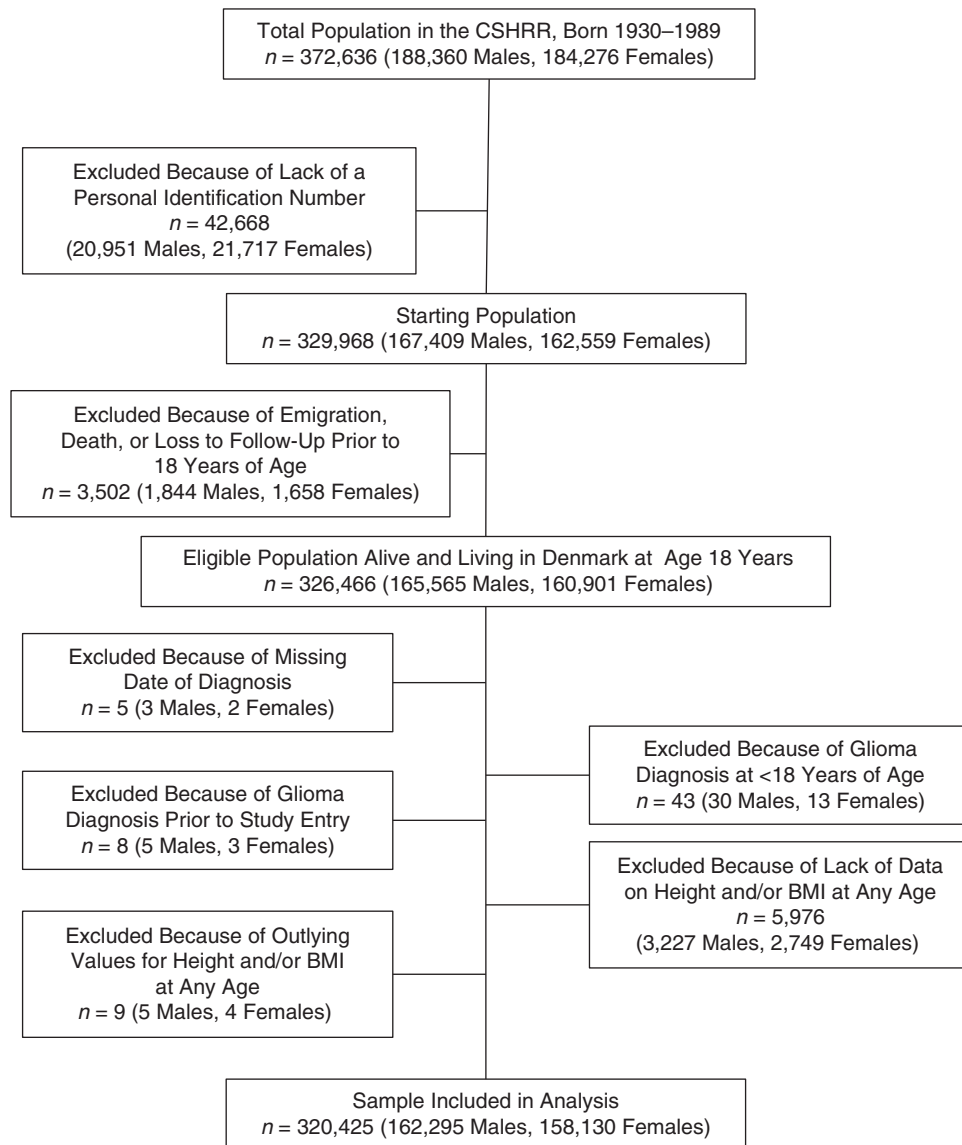 Total Population in the CSHRR, Born 1930–1989
n = 372,636 (188,360 Males, 184,276 Females)
Excluded Because of Lack of a
Personal Identification Number
n = 42,668
(20,951 Males, 21,717 Females)
Starting Population
n = 329,968 (167,409 Males, 162,559 Females)
Excluded Because of Emigration,
Death, or Loss to Follow-Up Prior to
18 Years of Age
n = 3,502 (1,844 Males, 1,658 Females)
Eligible Population Alive and Living in Denmark at Age 18 Years
n = 326,466 (165,565 Males, 160,901 Females)
Excluded Because of Missing
Date of Diagnosis
n = 5 (3 Males, 2 Females)
Excluded Because of Glioma
Diagnosis at <18 Years of Age
n = 43 (30 Males, 13 Females)
Excluded Because of Glioma
Diagnosis Prior to Study Entry
n = 8 (5 Males, 3 Females)
Excluded Because of Lack of Data
on Height and/or BMI at Any Age
n = 5,976
(3,227 Males, 2,749 Females)
Excluded Because of Outlying
Values for Height and/or BMI
at Any Age
n = 9 (5 Males, 4 Females)
Sample Included in Analysis
n = 320,425 (162,295 Males, 158,130 Females)